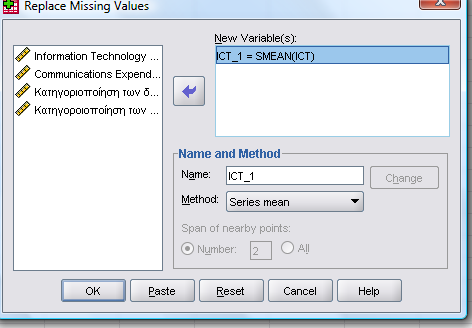 Replace Missing Values
X
New Variable(s):
Information Technology ...
Communications Expend...
Κατηγοριοποίηση των δ...
Κατηγοροιοποίηση των ...
ICT_1 = SMEAN(ICT)
Name and Method
Name: ICT_1 Change
Method: Series mean
Span of nearby points:
Number: 2 All
OK Paste Reset Cancel Help